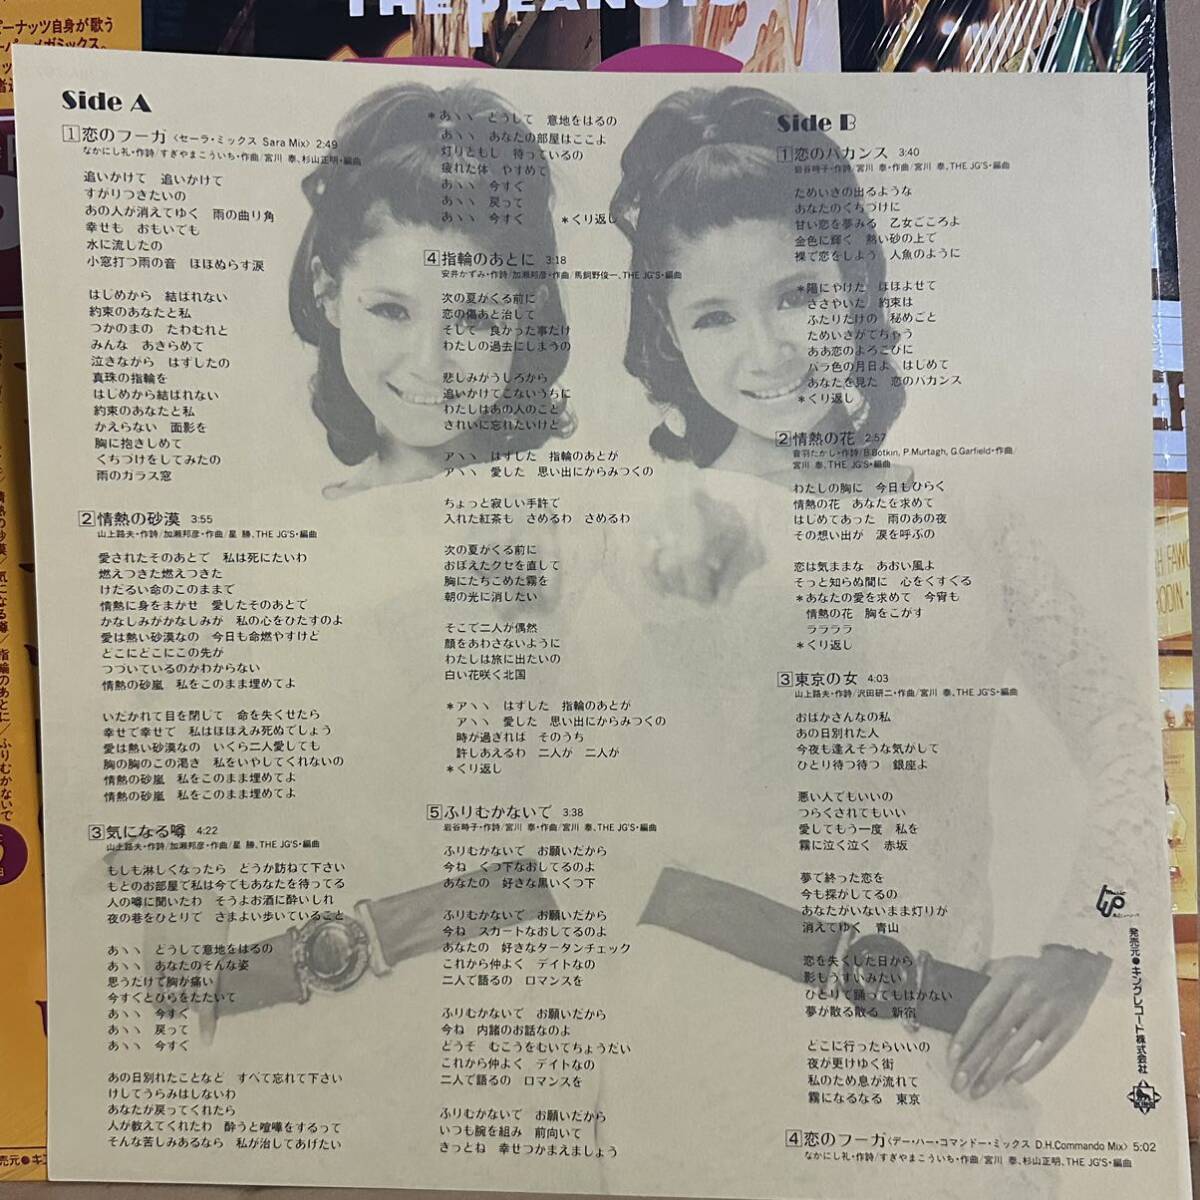 THE PEANUTS
ピーナッツ自身が歌う
Side A
1 恋のフーガ〈セーラ・ミックス Sara Mix〉2:49
なかにし礼・作詩/すぎやまこういち・作曲/宮川 泰、杉山正明・編曲
追いかけて 追いかけて
すがりつきたいの
あの人が消えてゆく 雨の曲り角
幸せも おもいでも
水に流したの
小窓打つ雨の音 ほほぬらす涙
はじめから 結ばれない
約束のあなたと私
つかのまの たわむれと
みんな あきらめて
泣きながら はずしたの
真珠の指輪を
はじめから結ばれない
約束のあなたと私
かえらない 面影を
胸に抱きしめて
くちづけをしてみたの
雨のガラス窓
2 情熱の砂漠 3:55
山上路夫・作詩/加瀬邦彦・作曲/星 勝、THE JG'S・編曲
愛されたそのあとで 私は死にたいわ
燃えつきた燃えつきた
けだるい命のこのままで
情熱に身をまかせ 愛したそのあとで
かなしみがかなしみが 私の心をひたすのよ
愛は熱い砂漠なの 今日も命燃やすけど
どこにどこにこの先が
つづいているのかわからない
情熱の砂嵐 私をこのまま埋めてよ
いだかれて目を閉じて 命を失くせたら
幸せで幸せで 私はほほえみ死ぬでしょう
愛は熱い砂漠なの いくら二人愛しても
胸の胸のこの渇き 私をいやしてくれないの
情熱の砂嵐 私をこのまま埋めてよ
情熱の砂嵐 私をこのまま埋めてよ
3 気になる噂 4:22
山上路夫・作詩/加瀬邦彦・作曲/星 勝、THE JG'S・編曲
もしも淋しくなったら どうか訪ねて下さい
もとのお部屋で私は今でもあなたを待ってる
人の噂に聞いたわ そうよお酒に酔いしれ
夜の巷をひとりで さまよい歩いていること
あヽヽ どうして意地をはるの
あヽヽ あなたのそんな姿
思うだけで胸が痛い
今すぐとびらをたたいて
あヽヽ 今すぐ
あヽヽ 戻って
あヽヽ 今すぐ
あの日別れたことなど すべて忘れて下さい
けしてうらみはしないわ
あなたが戻ってくれたら
人が教えてくれたわ 酔うと喧嘩をするって
そんな苦しみあるなら 私が治してあげたい
*あヽヽ どうして 意地をはるの
あヽヽ あなたの部屋はここよ
灯りともし 待っているの
疲れた体 やすめて
あヽヽ 今すぐ
あヽヽ 戻って
あヽヽ 今すぐ *くり返し
4 指輪のあとに 3:18
安井かずみ・作詩/加瀬邦彦・作曲/馬飼野俊一、THE JG'S・編曲
次の夏がくる前に
恋の傷あと治して
そして 良かった事だけ
わたしの過去にしまうの
悲しみがうしろから
追いかけてこないうちに
わたしはあの人のこと
きれいに忘れたいけど
アヽヽ はずした 指輪のあとが
アヽヽ 愛した 思い出にからみつくの
ちょっと寂しい手許で
入れた紅茶も さめるわ さめるわ
次の夏がくる前に
おぼえたクセを直して
胸にたちこめた霧を
朝の光に消したい
そこで二人が偶然
顔をあわさないように
わたしは旅に出たいの
白い花咲く北国
*アヽヽ はずした 指輪のあとが
アヽヽ 愛した 思い出にからみつくの
時が過ぎれは そのうち
許しあえるわ 二人が 二人が
*くり返し
5 ふりむかないで 3:38
岩谷時子・作詩/宮川 泰・作曲/宮川 泰、THE JG'S・編曲
ふりむかないで お願いだから
今ね くつ下なおしてるのよ
あなたの 好きな黒いくつ下
ふりむかないで お願いだから
今ね スカートなおしてるのよ
あなたの 好きなタータンチェック
これから仲よく デイトなの
二人で語るの ロマンスを
ふりむかないで お願いだから
今ね 内緒のお話なのよ
どうぞ むこうをむいてちょうだい
これから仲よく デイトなの
二人で語るの ロマンスを
ふりむかないで お願いだから
いつも腕を組み 前向いて
きっとね 幸せつかまえましょう
Side B
1 恋のバカンス 3:40
岩谷時子・作詩/宮川 泰・作曲/宮川 泰、THE JG'S・編曲
ためいきの出るような
あなたのくちづけに
甘い恋を夢みる 乙女ごころよ
金色に輝く 熱い砂の上で
裸で恋をしよう 人魚のように
*陽にやけた ほほよせて
ささやいた 約束は
ふたりだけの 秘めごと
ためいきがでちゃう
ああ恋のよろこびに
バラ色の月日よ はじめて
あなたを見た 恋のバカンス
*くり返し
2 情熱の花 2:57
音羽たかし・作詩/B.Botkin, P.Murtagh, G.Garfield・作曲/
宮川 泰、THE JG'S・編曲
わたしの胸に 今日もひらく
情熱の花 あなたを求めて
はじめてあった 雨のあの夜
その想い出が 涙を呼ぶの
恋は気ままな あおい風よ
そっと知らぬ間に 心をくすぐる
*あなたの愛を求めて 今宵も
情熱の花 胸をこがす
ララララ
*くり返し
3 東京の女 4:03
山上路夫・作詩/沢田研二・作曲/宮川 泰、THE JG'S・編曲
おばかさんなの私
あの日別れた人
今夜も逢えそうな気がして
ひとり待つ待つ 銀座よ
悪い人でもいいの
つらくされてもいい
愛してもう一度 私を
霧に泣く泣く 赤坂
夢で終った恋を
今も探がしてるの
あなたがいないまま灯りが
消えてゆく 青山
恋を失くした日から
影もうすいみたい
ひとりで踊ってもはかない
夢が散る散る 新宿
どこに行ったらいいの
夜が更けゆく街
私のため息が流れて
霧になるなる 東京
4 恋のフーガ〈デー・ハー・コマンドー・ミックス D.H.Commando Mix〉5:02
なかにし礼・作詩/すぎやまこういち・作曲/宮川 泰、杉山正明、THE JG'S・編曲
発売元●キングレコード株式会社